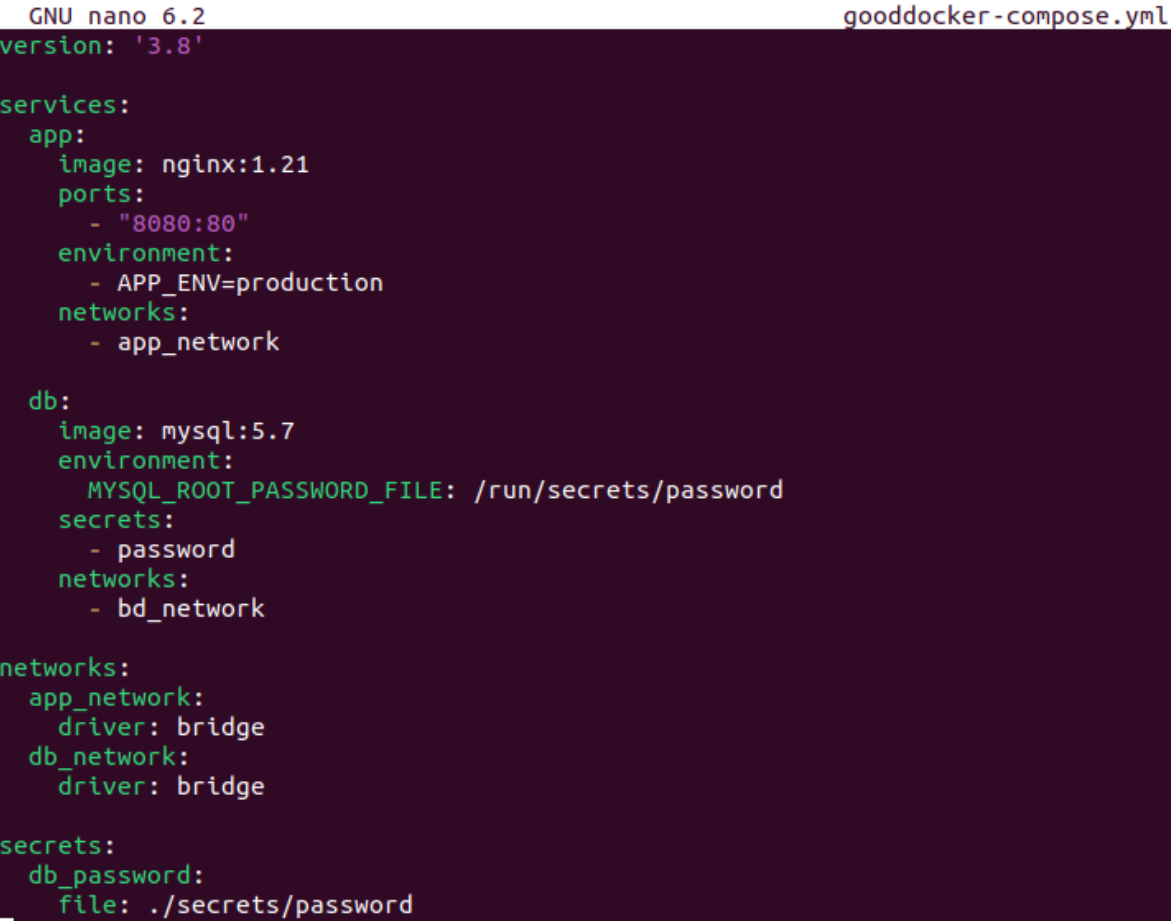 GNU nano 6.2 gooddocker-compose.yml
version: '3.8'

services:
  app:
    image: nginx:1.21
    ports:
      - "8080:80"
    environment:
      - APP_ENV=production
    networks:
      - app_network

  db:
    image: mysql:5.7
    environment:
      MYSQL_ROOT_PASSWORD_FILE: /run/secrets/password
    secrets:
      - password
    networks:
      - bd_network

networks:
  app_network:
    driver: bridge
  db_network:
    driver: bridge

secrets:
  db_password:
    file: ./secrets/password